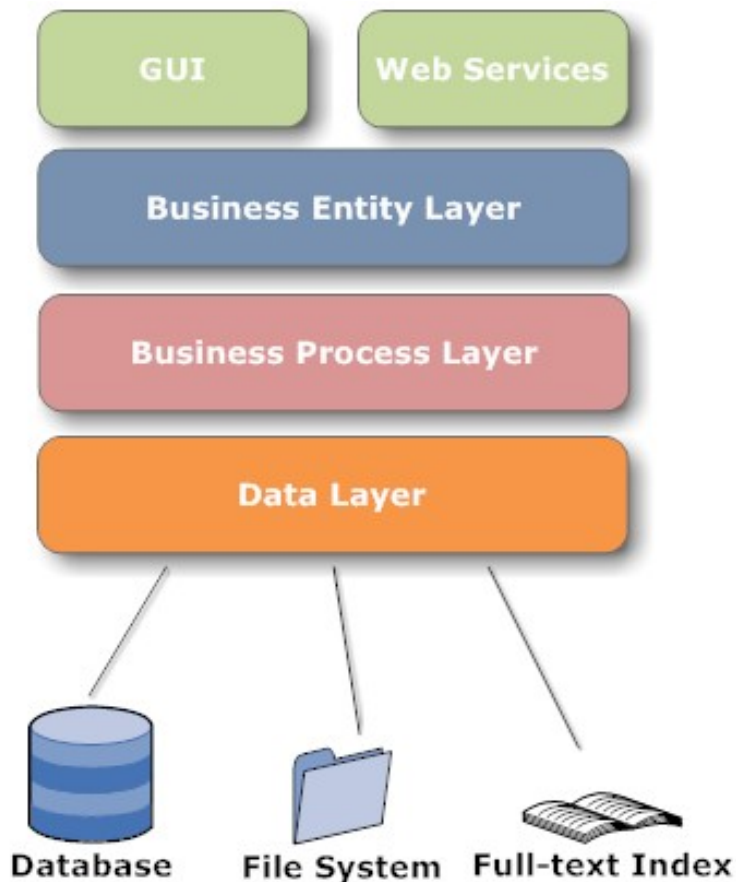 GUI
Web Services
Business Entity Layer
Business Process Layer
Data Layer
Database
File System
Full-text Index